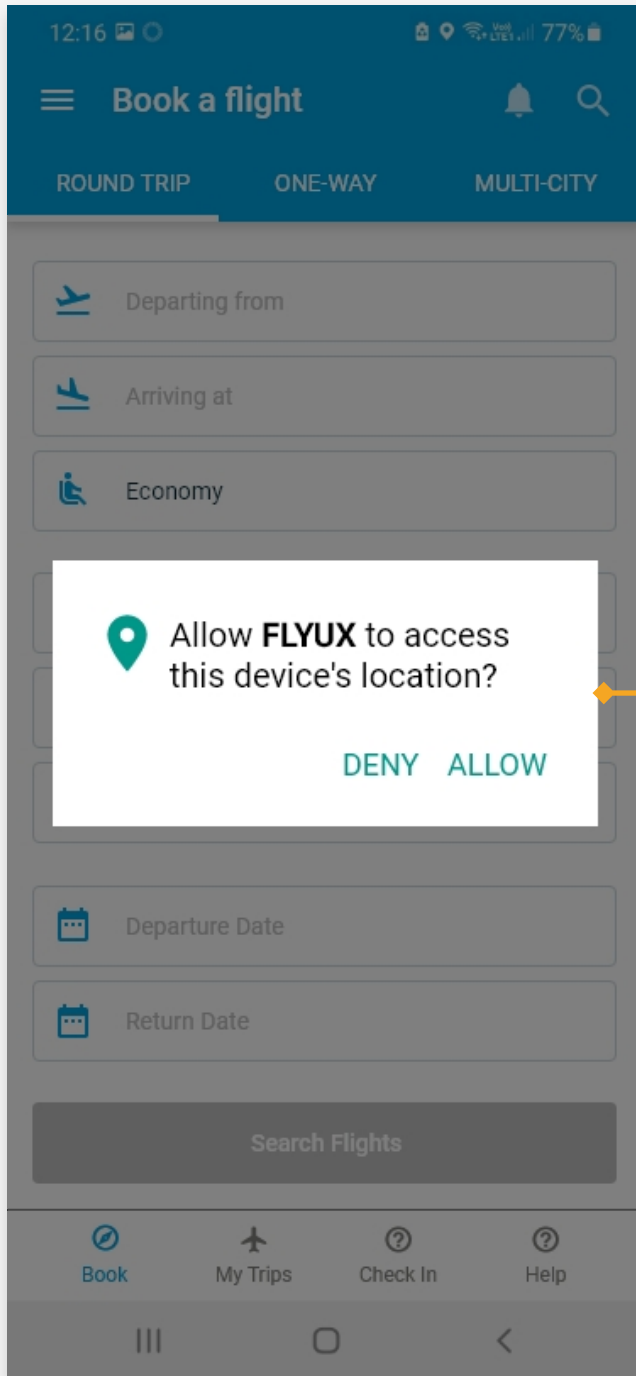 12:16 77%
Book a flight
ROUND TRIP ONE-WAY MULTI-CITY
Departing from
Arriving at
Economy
Allow FLYUX to access
this device's location?
DENY ALLOW
Departure Date
Return Date
Search Flights
Book My Trips Check In Help